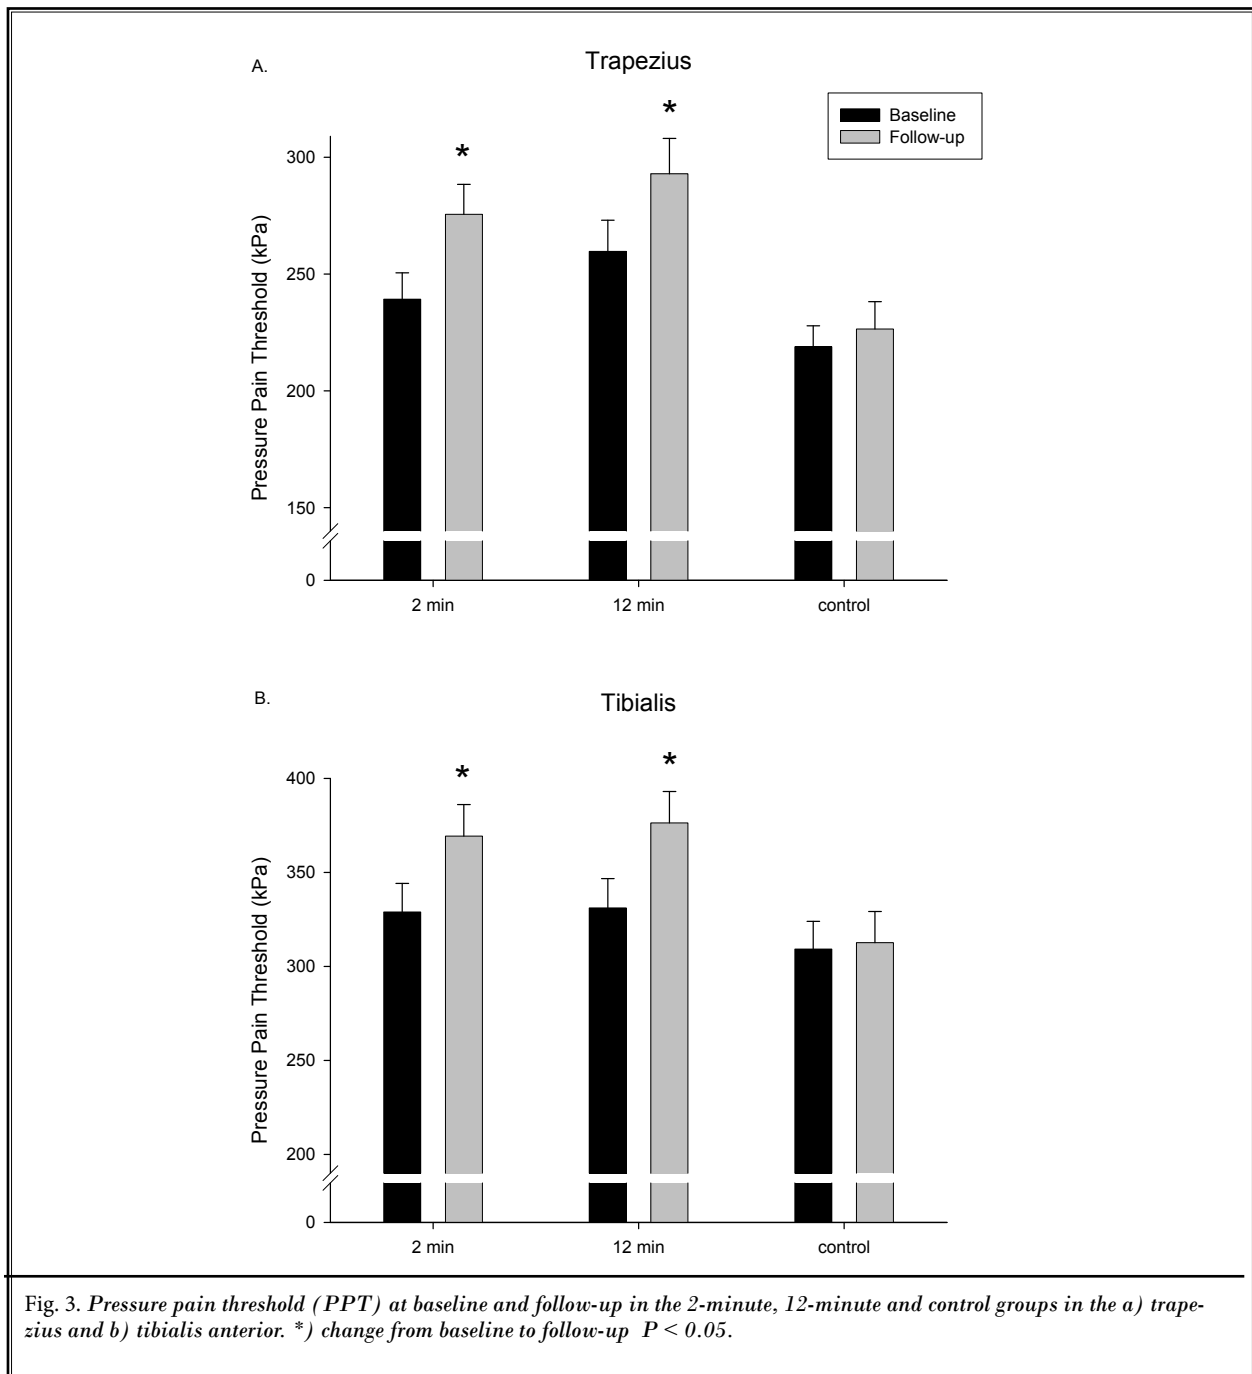 A.
Trapezius
*
*
Baseline
Follow-up
Pressure Pain Threshold (kPa)
300
250
200
150
0
2 min
12 min
control
B.
Tibialis
*
*
Pressure Pain Threshold (kPa)
400
350
300
250
200
0
2 min
12 min
control
Fig. 3. Pressure pain threshold (PPT) at baseline and follow-up in the 2-minute, 12-minute and control groups in the a) trape-
zius and b) tibialis anterior. *) change from baseline to follow-up P < 0.05.